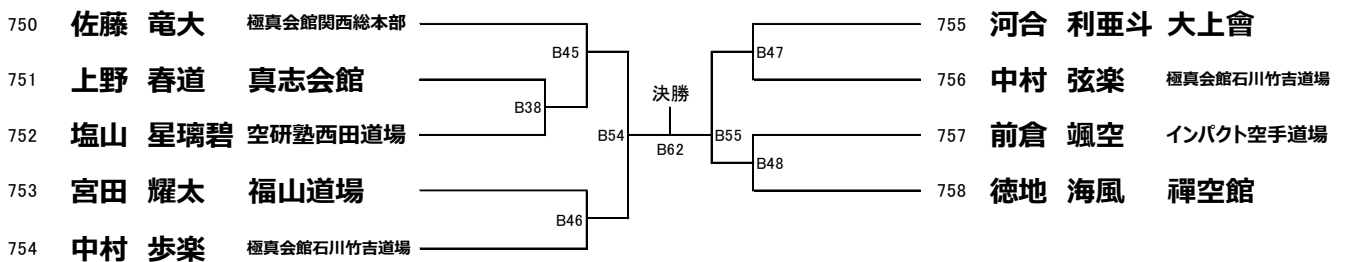 750 佐藤 竜大 極真会館関西総本部
751 上野 春道 真志会館
752 塩山 星璃碧 空研塾西田道場
753 宮田 耀太 福山道場
754 中村 歩楽 極真会館石川竹吉道場
B45
B38
B54
B46
決勝
B62
B55
B47
B48
755 河合 利亜斗 大上會
756 中村 弦楽 極真会館石川竹吉道場
757 前倉 颯空 インパクト空手道場
758 徳地 海風 禪空館